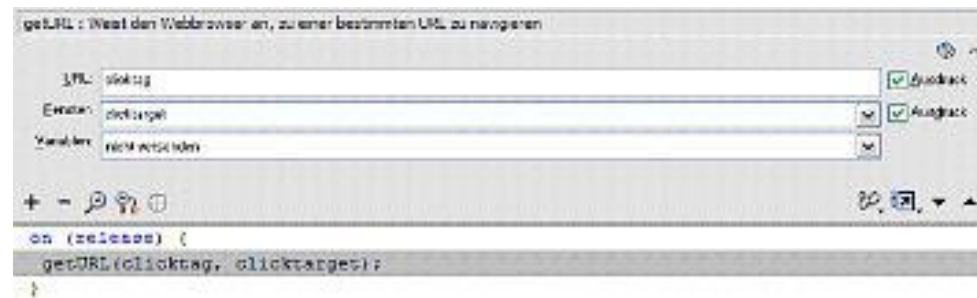 getURL : Weist den Webbrowser an, zu einer bestimmten URL zu navigieren
URL: clicktag Ausdruck
Fenster: clicktarget Ausdruck
Variablen: nicht versenden
on (release) {
getURL(clicktag, clicktarget);
}